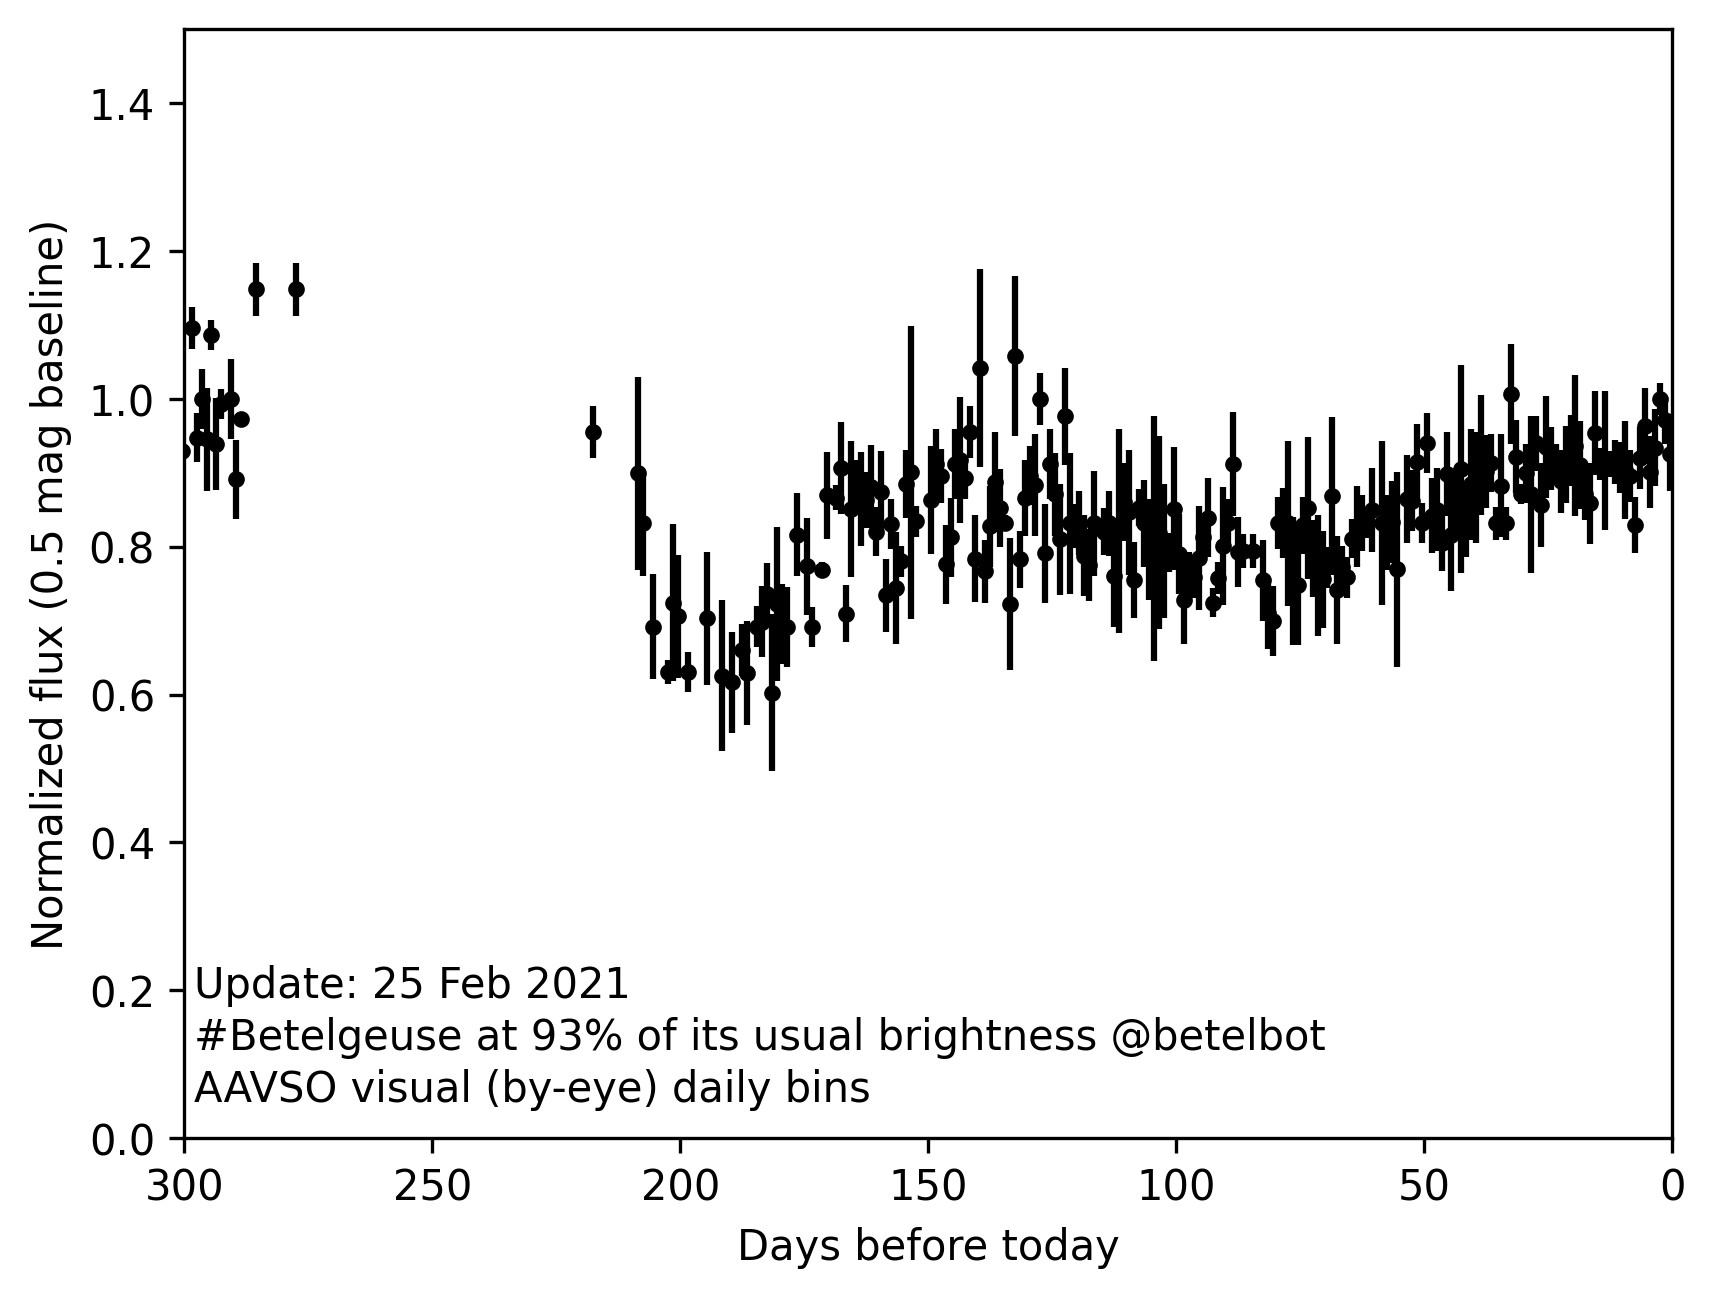 1.4
1.2
1.0
0.8
0.6
0.4
0.2
0.0
Normalized flux (0.5 mag baseline)
Update: 25 Feb 2021
#Betelgeuse at 93% of its usual brightness @betelbot
AAVSO visual (by-eye) daily bins
300 250 200 150 100 50 0
Days before today